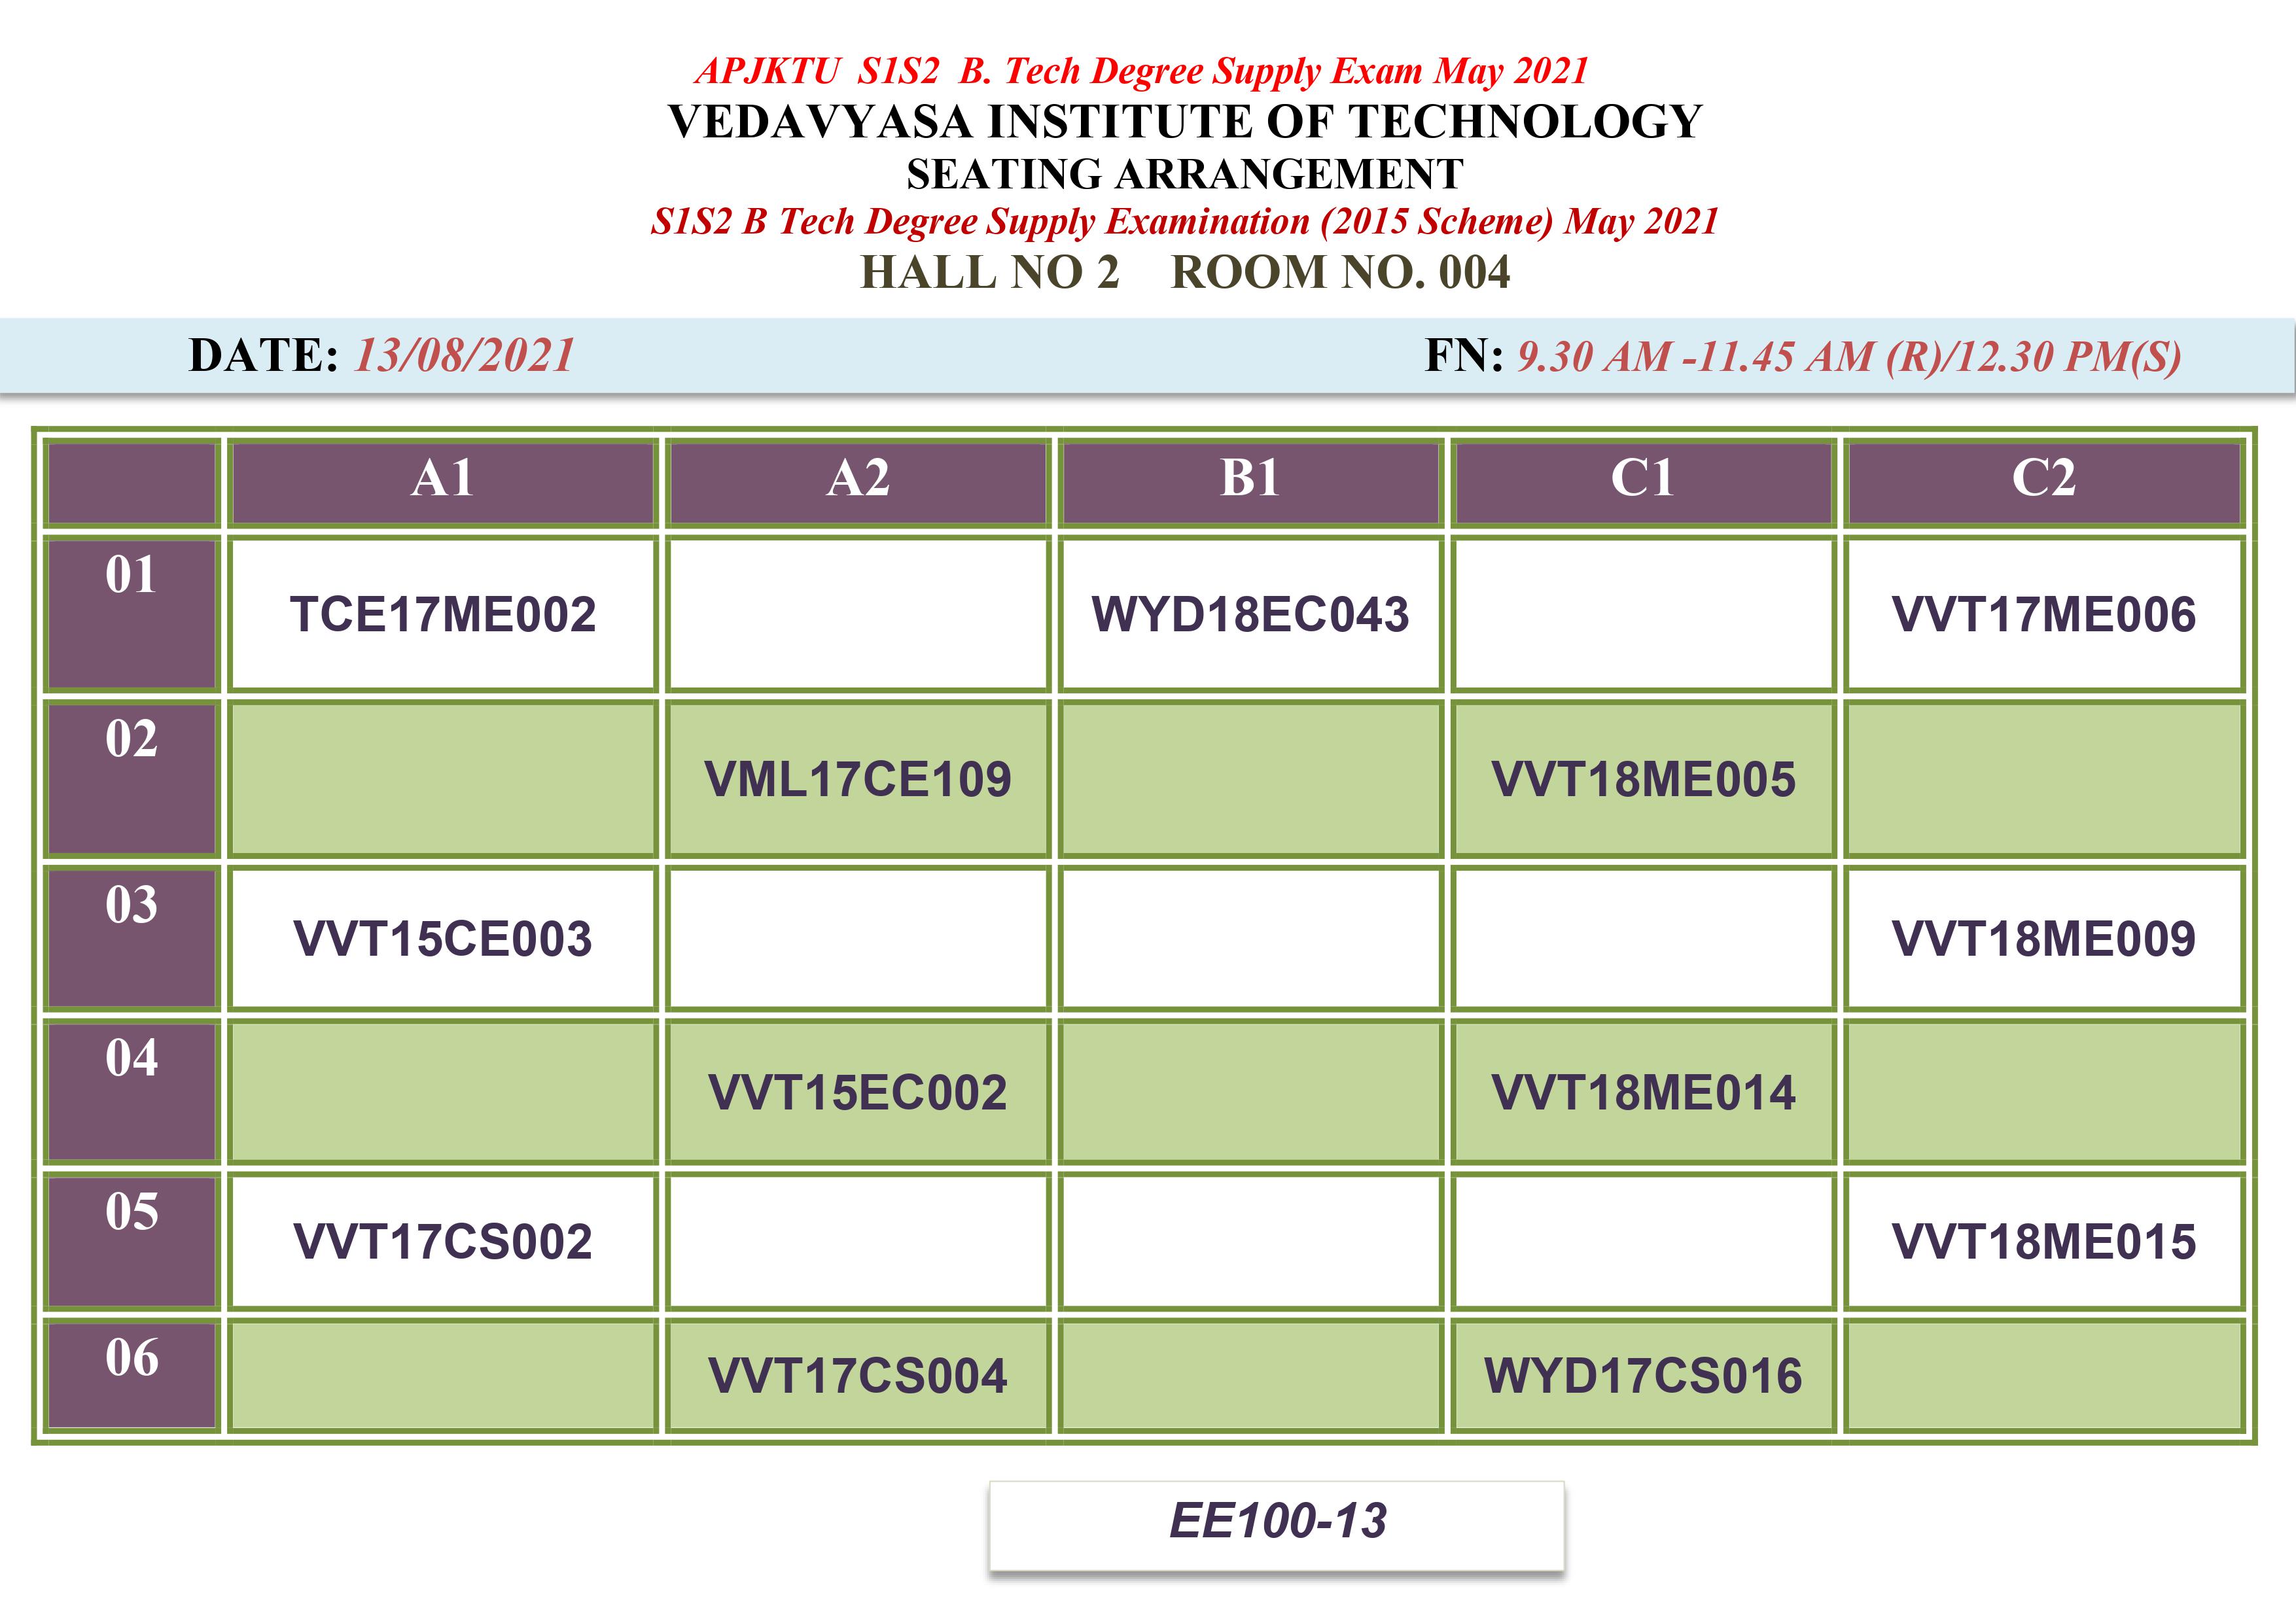 APJKTU S1S2 B. Tech Degree Supply Exam May 2021
VEDAVYASA INSTITUTE OF TECHNOLOGY
SEATING ARRANGEMENT
S1S2 B Tech Degree Supply Examination (2015 Scheme) May 2021
HALL NO 2 ROOM NO. 004
DATE: 13/08/2021 FN: 9.30 AM -11.45 AM (R)/12.30 PM(S)
A1 A2 B1 C1 C2
01 TCE17ME002 WYD18EC043 VVT17ME006
02 VML17CE109 VVT18ME005
03 VVT15CE003 VVT18ME009
04 VVT15EC002 VVT18ME014
05 VVT17CS002 VVT18ME015
06 VVT17CS004 WYD17CS016
EE100-13